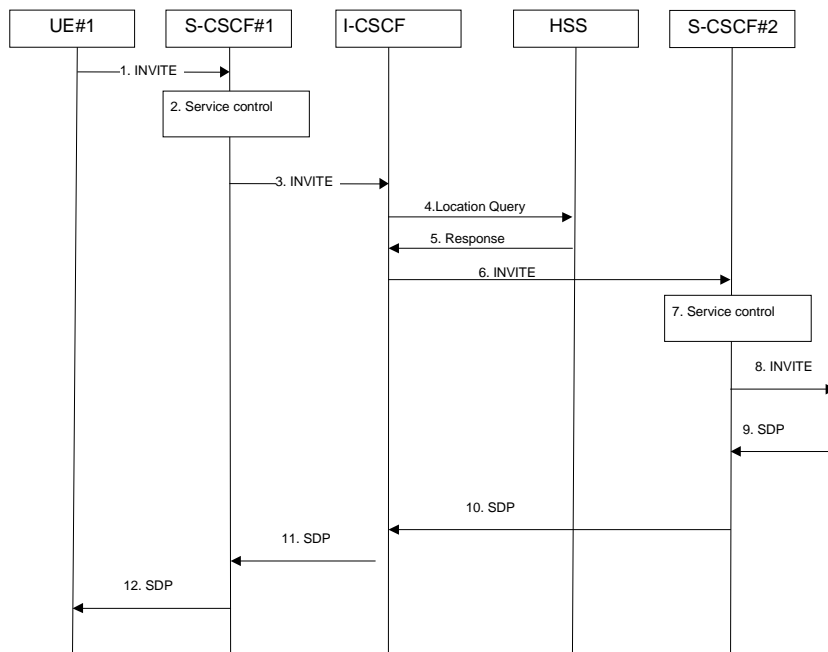 UE#1
S-CSCF#1
I-CSCF
HSS
S-CSCF#2
1. INVITE
2. Service control
3. INVITE
4.Location Query
5. Response
6. INVITE
7. Service control
8. INVITE
9. SDP
10. SDP
11. SDP
12. SDP